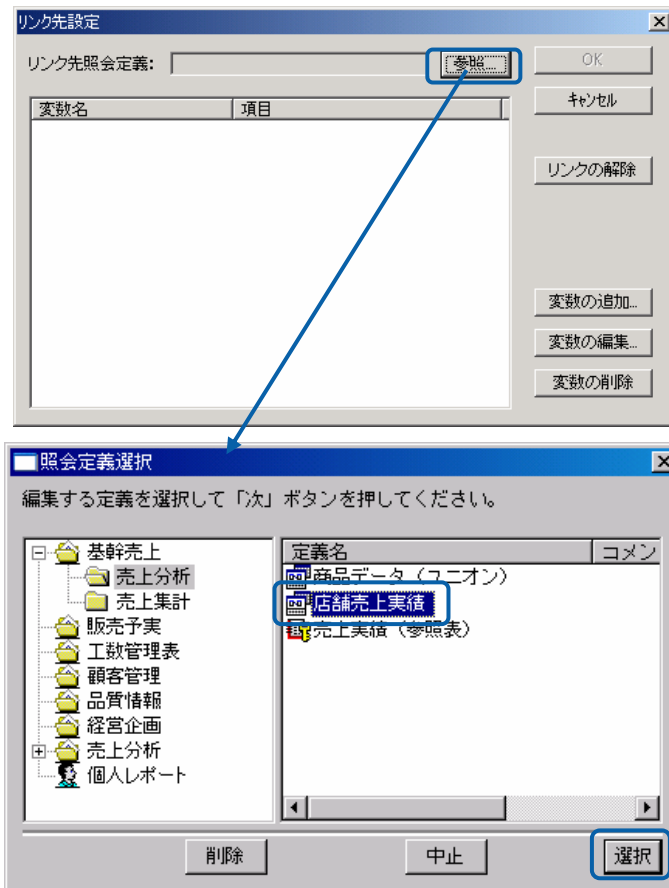 リンク先設定
リンク先照会定義:
参照...
OK
キャンセル
変数名
項目
リンクの解除
変数の追加...
変数の編集...
変数の削除
照会定義選択
編集する定義を選択して「次」ボタンを押してください。
基幹売上
売上分析
売上集計
販売予実
工数管理表
顧客管理
品質情報
経営企画
売上分析
個人レポート
定義名
コメン
商品データ(ユニオン)
店舗売上実績
売上実績(参照表)
削除
中止
選択